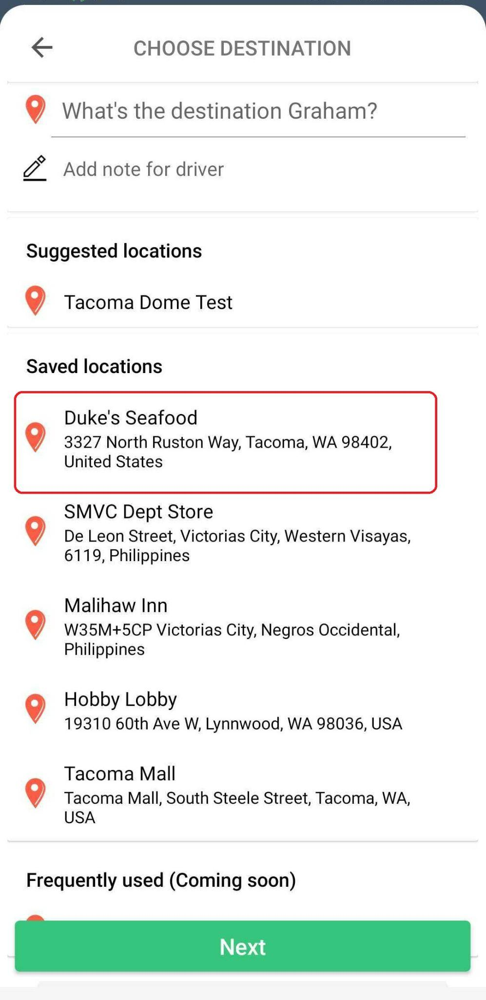 CHOOSE DESTINATION
What's the destination Graham?
Add note for driver
Suggested locations
Tacoma Dome Test
Saved locations
Duke's Seafood
3327 North Ruston Way, Tacoma, WA 98402,
United States
SMVC Dept Store
De Leon Street, Victorias City, Western Visayas,
6119, Philippines
Malihaw Inn
W35M+5CP Victorias City, Negros Occidental,
Philippines
Hobby Lobby
19310 60th Ave W, Lynnwood, WA 98036, USA
Tacoma Mall
Tacoma Mall, South Steele Street, Tacoma, WA,
USA
Frequently used (Coming soon)
Next